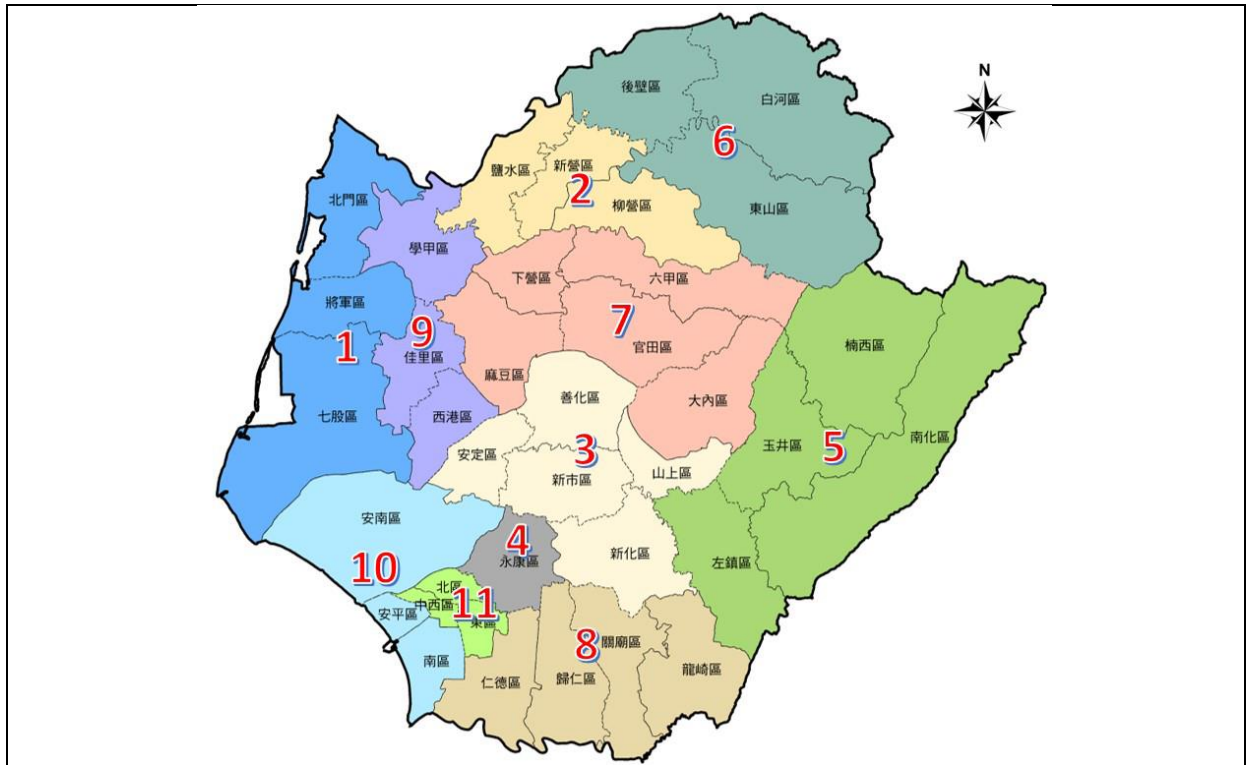 N
後壁區
白河區
6
鹽水區
新營區
2
柳營區
東山區
北門區
學甲區
下營區
六甲區
將軍區
1
9
佳里區
7
官田區
楠西區
麻豆區
善化區
大內區
七股區
西港區
安定區
3
新市區
山上區
玉井區
5
南化區
安南區
10
4
永康區
新化區
左鎮區
北區
中西區
11
東區
安平區
南區
仁德區
8
關廟區
歸仁區
龍崎區